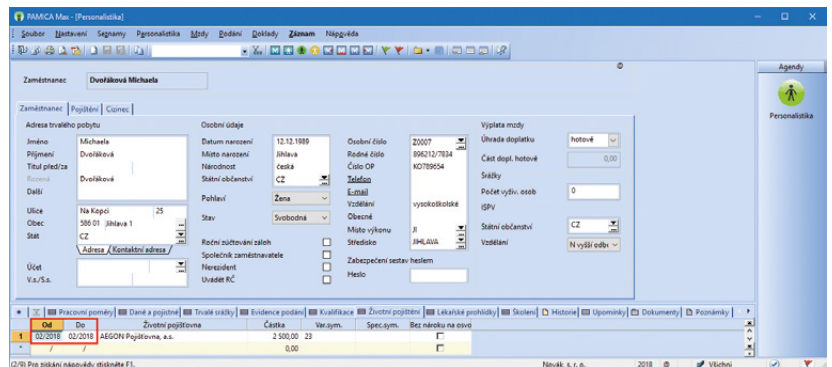 PAMICA Max - [Personalistika]
Soubor Nastavení Seznamy Personalistika Mzdy Podání Doklady Záznam Nápověda
Agendy
Zaměstnanec Dvořáková Michaela
Personalistika
Zaměstnanec Pojištění Cizinec
Adresa trvalého pobytu Osobní údaje Výplata mzdy
Jméno Michaela Datum narození 12.12.1989 Osobní číslo Z0007 Úhrada doplatku hotově
Příjmení Dvořáková Místo narození Jihlava Rodné číslo 896212/7834
Titul před/za Národnost česká Číslo OP KO789654 Část dopl. hotově 0,00
Rozená Dvořáková Státní občanství CZ Telefon Srážky
Další E-mail Počet vyživ. osob 0
Pohlaví Žena Vzdělání vysokoškolské
ISPV
Ulice Na Kopci 25 Stav Svobodná Obecné
Obec 586 01 Jihlava 1 Místo výkonu JI Státní občanství CZ
Stát CZ Roční zúčtování záloh Středisko JIHLAVA Vzdělání N vyšší odbo
Adresa Kontaktní adresa Společník zaměstnavatele Zabezpečení sestav heslem
Účet Nerezident Heslo
V.s./S.s. Uvádět RČ
Pracovní poměry Daně a pojistné Trvalé srážky Evidence podání Kvalifikace Životní pojištění Lékařské prohlídky Školení Historie Upomínky Dokumenty Poznámky
Od Do Životní pojišťovna Částka Var.sym. Spec.sym. Bez nároku na osvo
1 02/2018 02/2018 AEGON Pojišťovna, a.s. 2 500,00 23
* / / 0,00
(2/9) Pro získání nápovědy stiskněte F1. Novák, s. r. o. 2018 @ Všichni